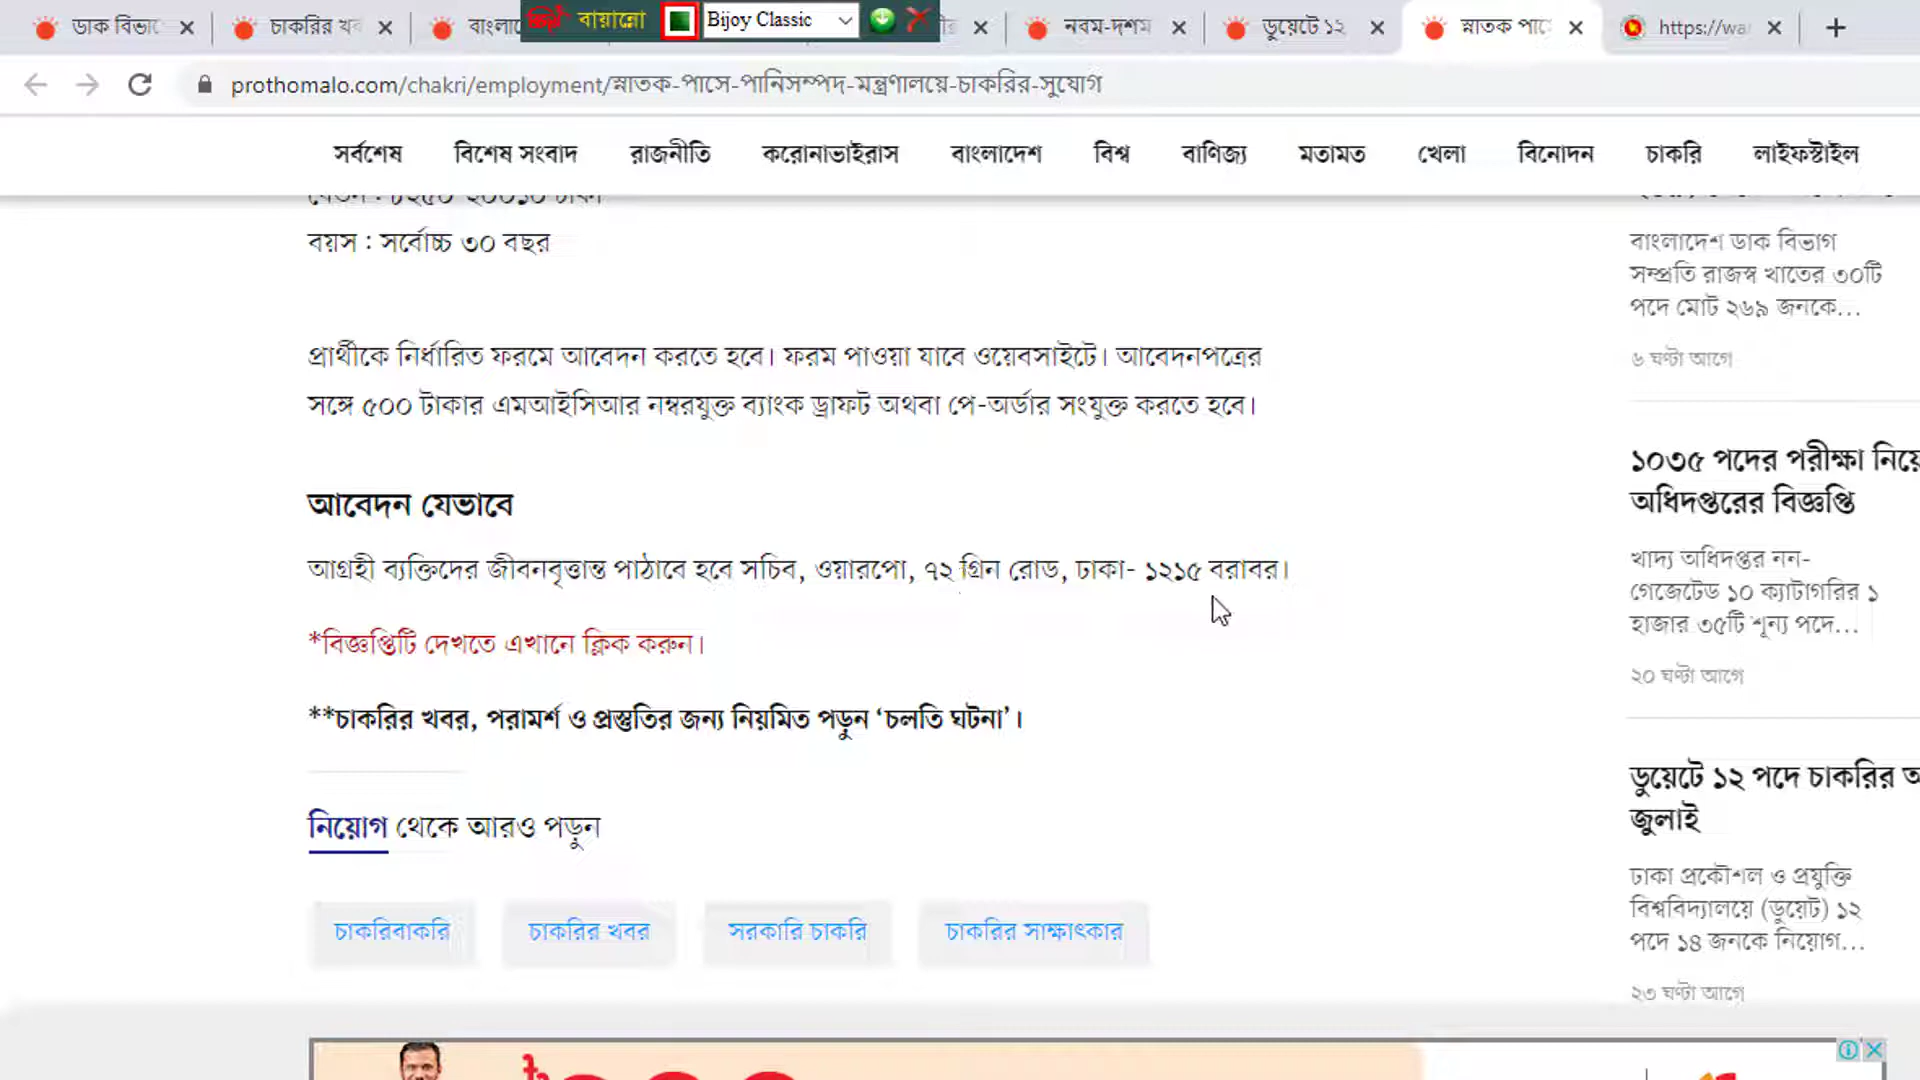 ডাক বিভা
চাকরির খব
বাংলা
বায়ান্নো
Bijoy Classic
নবম-দশম
ডুয়েটে ১২
স্নাতক পাসে
https://wa
prothomalo.com/chakri/employment/স্নাতক-পাসে-পানিসম্পদ-মন্ত্রণালয়ে-চাকরির-সুযোগ
সর্বশেষ বিশেষ সংবাদ রাজনীতি করোনাভাইরাস বাংলাদেশ বিশ্ব বাণিজ্য মতামত খেলা বিনোদন চাকরি লাইফস্টাইল
বয়স : সর্বোচ্চ ৩০ বছর
প্রার্থীকে নির্ধারিত ফরমে আবেদন করতে হবে। ফরম পাওয়া যাবে ওয়েবসাইটে। আবেদনপত্রের
সঙ্গে ৫০০ টাকার এমআইসিআর নম্বরযুক্ত ব্যাংক ড্রাফট অথবা পে-অর্ডার সংযুক্ত করতে হবে।
আবেদন যেভাবে
আগ্রহী ব্যক্তিদের জীবনবৃত্তান্ত পাঠাবে হবে সচিব, ওয়ারপো, ৭২ গ্রিন রোড, ঢাকা- ১২১৫ বরাবর।
*বিজ্ঞপ্তিটি দেখতে এখানে ক্লিক করুন।
**চাকরির খবর, পরামর্শ ও প্রস্তুতির জন্য নিয়মিত পড়ুন ‘চলতি ঘটনা’।
নিয়োগ থেকে আরও পড়ুন
চাকরিবাকরি চাকরির খবর সরকারি চাকরি চাকরির সাক্ষাৎকার
বাংলাদেশ ডাক বিভাগ
সম্প্রতি রাজস্ব খাতের ৩০টি
পদে মোট ২৬৯ জনকে...
৬ ঘণ্টা আগে
১০৩৫ পদের পরীক্ষা নিয়ে
অধিদপ্তরের বিজ্ঞপ্তি
খাদ্য অধিদপ্তর নন-
গেজেটেড ১০ ক্যাটাগরির ১
হাজার ৩৫টি শূন্য পদে...
২০ ঘণ্টা আগে
ডুয়েটে ১২ পদে চাকরির আ
জুলাই
ঢাকা প্রকৌশল ও প্রযুক্তি
বিশ্ববিদ্যালয়ে (ডুয়েট) ১২
পদে ১৪ জনকে নিয়োগ...
২৩ ঘণ্টা আগে